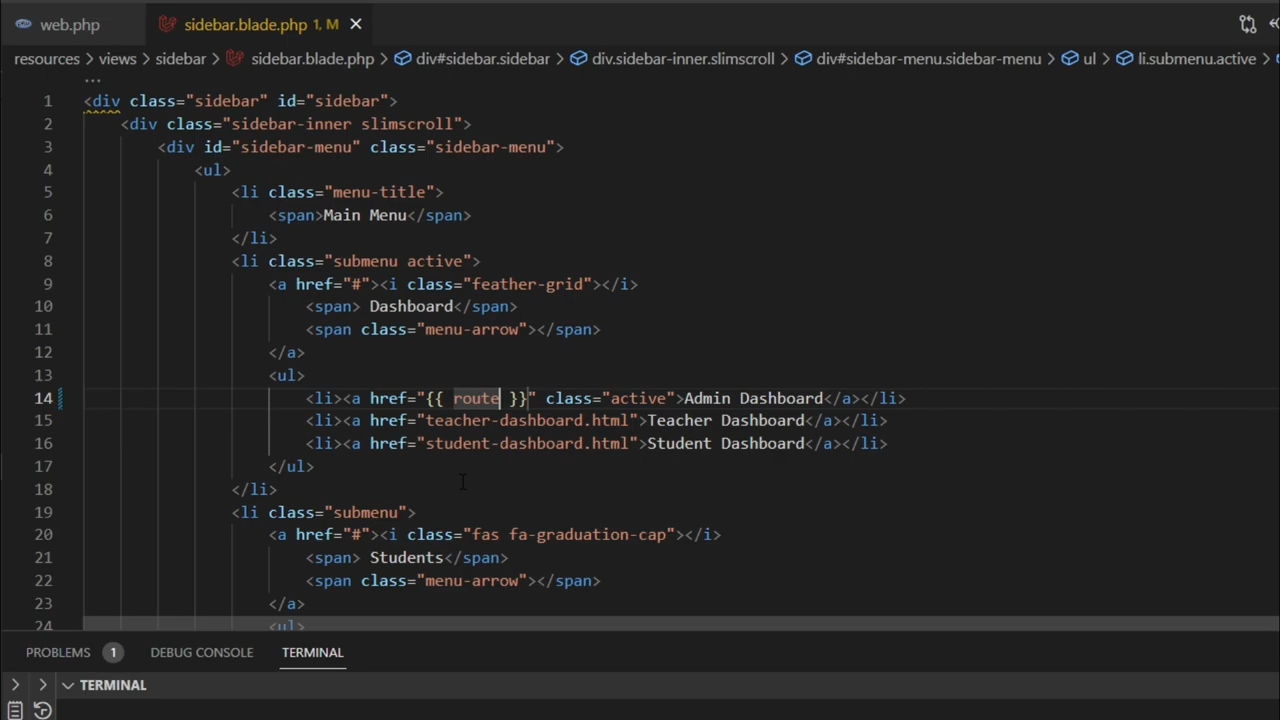 web.php
sidebar.blade.php 1, M
resources > views > sidebar > sidebar.blade.php > div#sidebar.sidebar > div.sidebar-inner.slimscroll > div#sidebar-menu.sidebar-menu > ul > li.submenu.active >
...
1 <div class="sidebar" id="sidebar">
2 <div class="sidebar-inner slimscroll">
3 <div id="sidebar-menu" class="sidebar-menu">
4 <ul>
5 <li class="menu-title">
6 <span>Main Menu</span>
7 </li>
8 <li class="submenu active">
9 <a href="#"><i class="feather-grid"></i>
10 <span> Dashboard</span>
11 <span class="menu-arrow"></span>
12 </a>
13 <ul>
14 <li><a href="{{ route }}" class="active">Admin Dashboard</a></li>
15 <li><a href="teacher-dashboard.html">Teacher Dashboard</a></li>
16 <li><a href="student-dashboard.html">Student Dashboard</a></li>
17 </ul>
18 </li>
19 <li class="submenu">
20 <a href="#"><i class="fas fa-graduation-cap"></i>
21 <span> Students</span>
22 <span class="menu-arrow"></span>
23 </a>
24 <ul>
PROBLEMS 1 DEBUG CONSOLE TERMINAL
TERMINAL